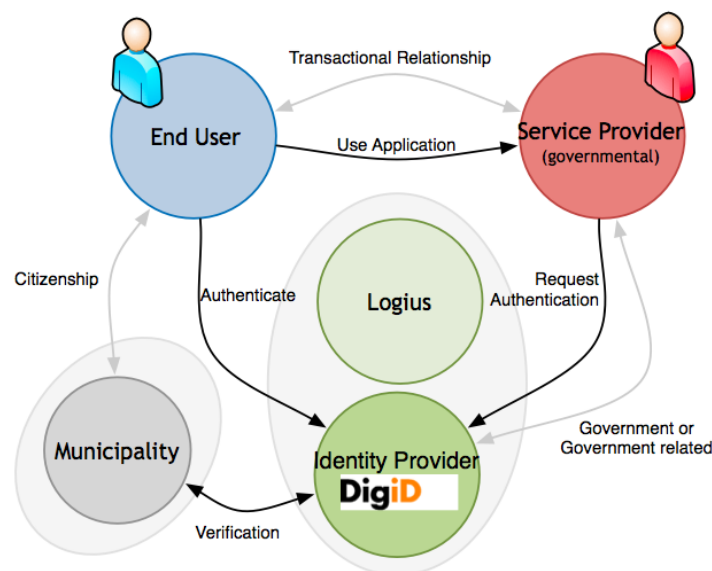 Transactional Relationship
End User
Service Provider
(governmental)
Use Application
Citizenship
Authenticate
Logius
Request
Authentication
Municipality
Identity Provider
DigiD
Government or
Government related
Verification